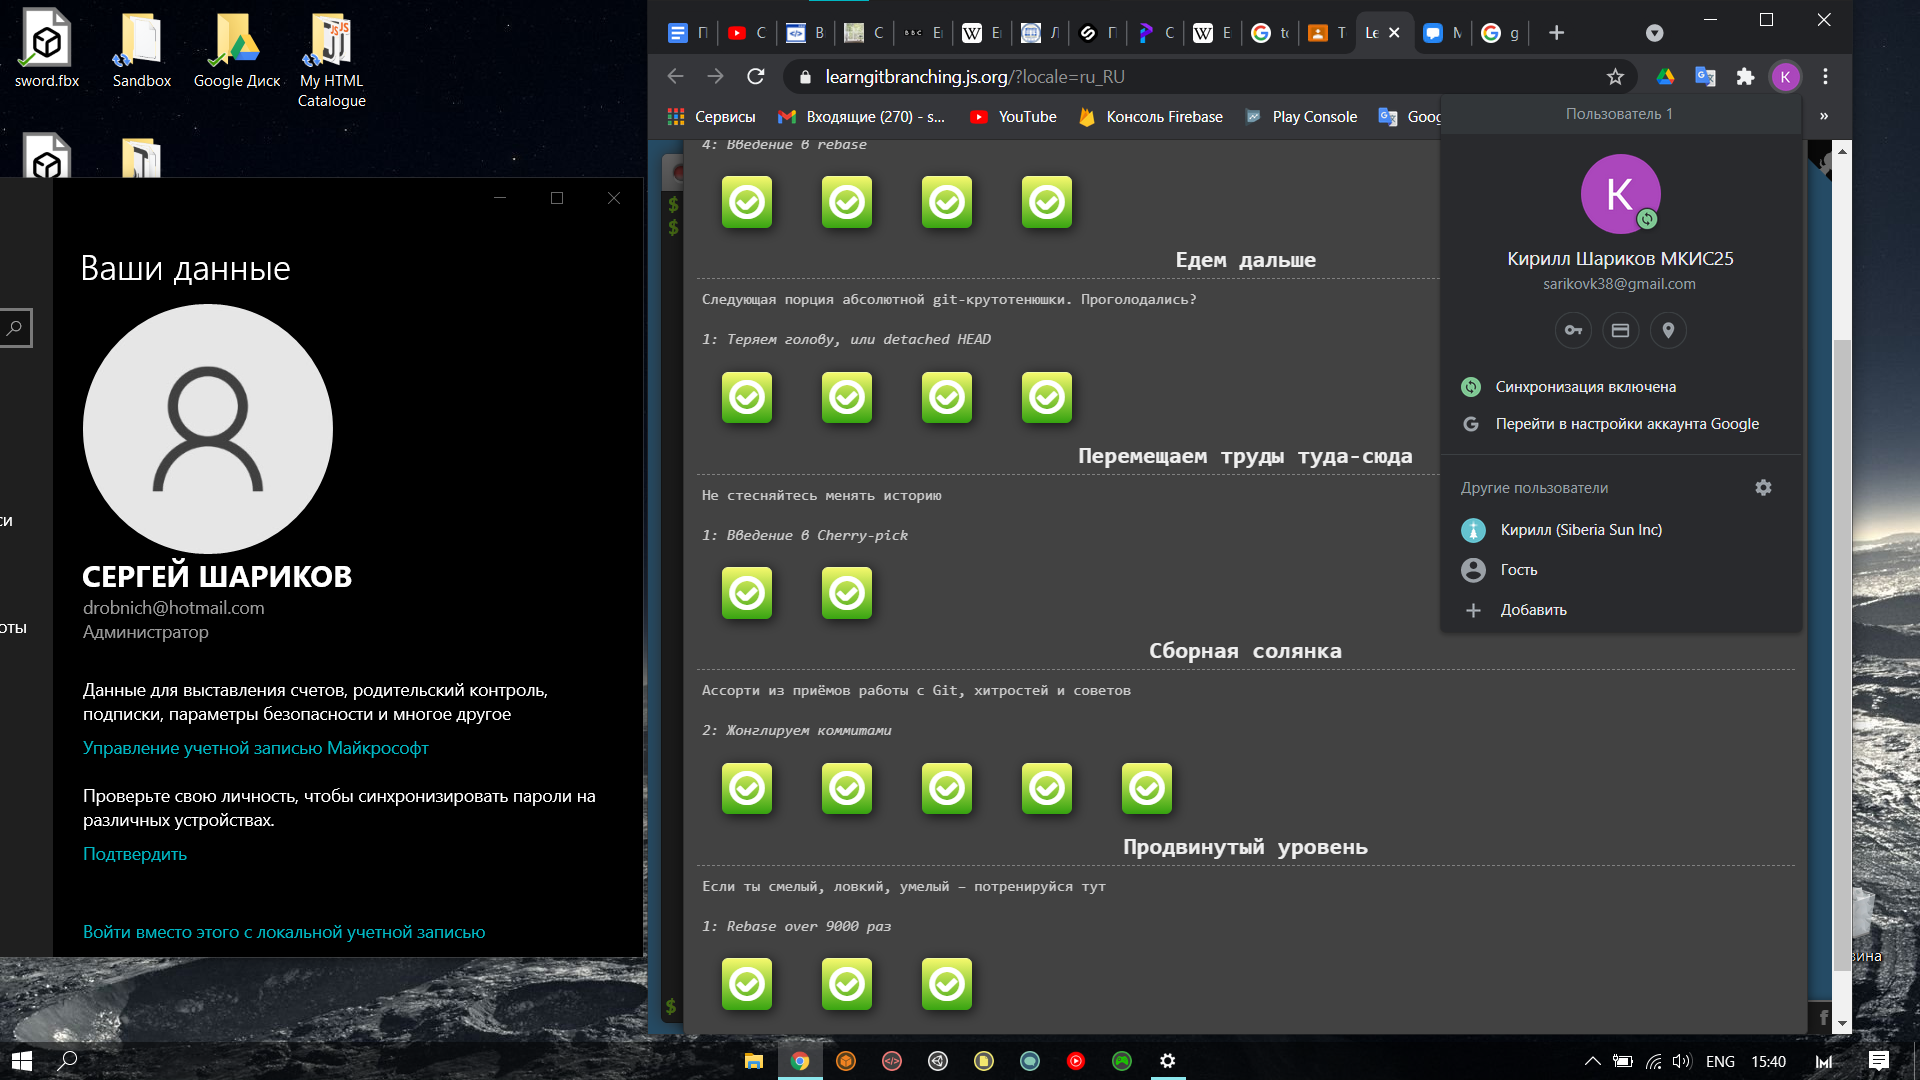 sword.fbx
Sandbox
Google Диск
My HTML
Catalogue
Ваши данные
СЕРГЕЙ ШАРИКОВ
drobnich@hotmail.com
Администратор
Данные для выставления счетов, родительский контроль,
подписки, параметры безопасности и многое другое
Управление учетной записью Майкрософт
Проверьте свою личность, чтобы синхронизировать пароли на
различных устройствах.
Подтвердить
Войти вместо этого с локальной учетной записью
learngitbranching.js.org/?locale=ru_RU
Сервисы
Входящие (270) - s...
YouTube
Консоль Firebase
Play Console
Goog
»
4: Введение в rebase
Едем дальше
Следующая порция абсолютной git-крутотенюшки. Проголодались?
1: Теряем голову, или detached HEAD
Перемещаем труды туда-сюда
Не стесняйтесь менять историю
1: Введение в Cherry-pick
Сборная солянка
Ассорти из приёмов работы с Git, хитростей и советов
2: Жонглируем коммитами
Продвинутый уровень
Если ты смелый, ловкий, умелый – потренируйся тут
1: Rebase over 9000 раз
$
$
$
Пользователь 1
K
Кирилл Шариков МКИС25
sarikovk38@gmail.com
Синхронизация включена
Перейти в настройки аккаунта Google
Другие пользователи
Кирилл (Siberia Sun Inc)
Гость
Добавить
ENG
15:40